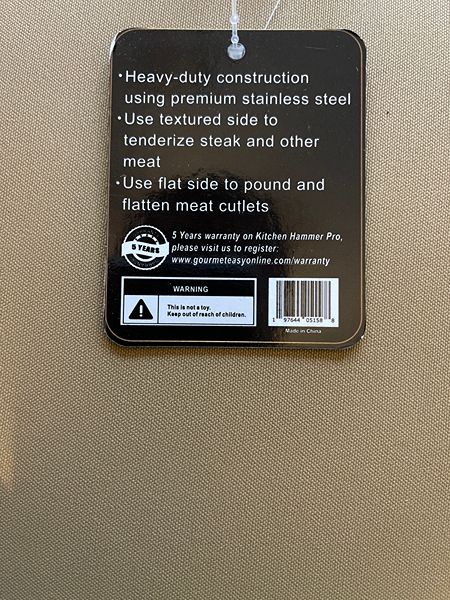 •Heavy-duty construction
using premium stainless steel
•Use textured side to
tenderize steak and other
meat
•Use flat side to pound and
flatten meat cutlets
5 YEARS
5 Years warranty on Kitchen Hammer Pro,
please visit us to register:
www.gourmeteasyonline.com/warranty
WARNING
This is not a toy.
Keep out of reach of children.
1 97644 05158 8
Made in China